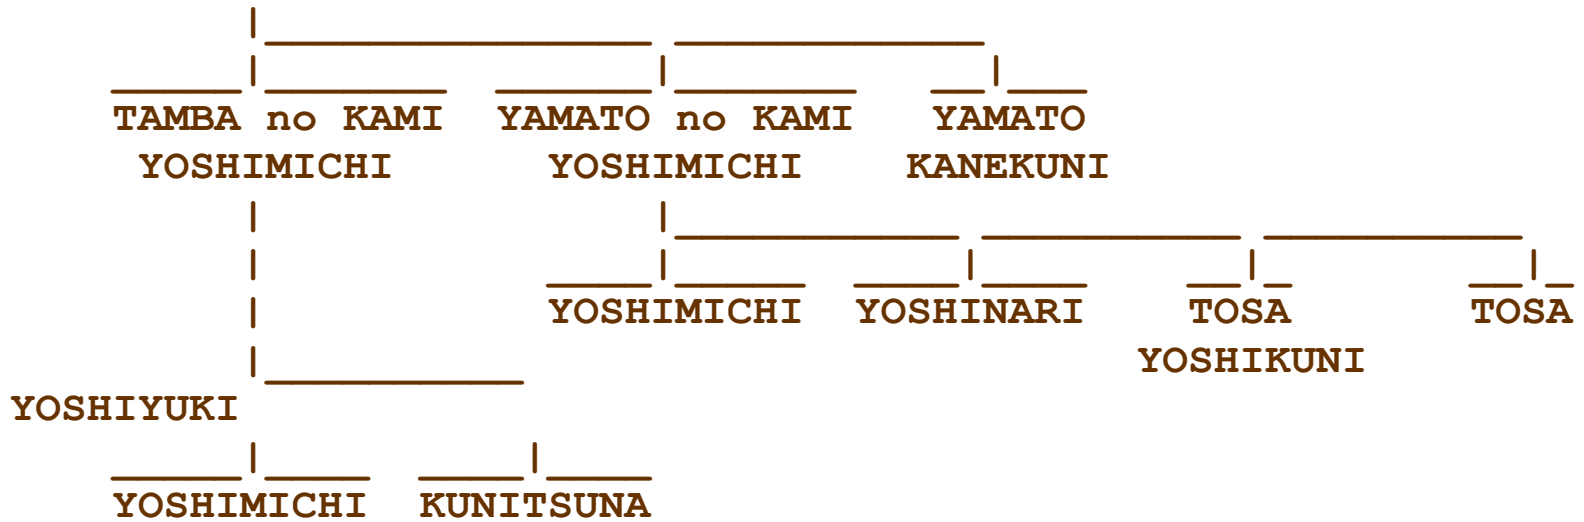 TAMBA no KAMI YAMATO no KAMI YAMATO
YOSHIMICHI YOSHIMICHI KANEKUNI
YOSHIMICHI YOSHINARI TOSA TOSA
YOSHIKUNI
YOSHIYUKI
YOSHIMICHI KUNITSUNA